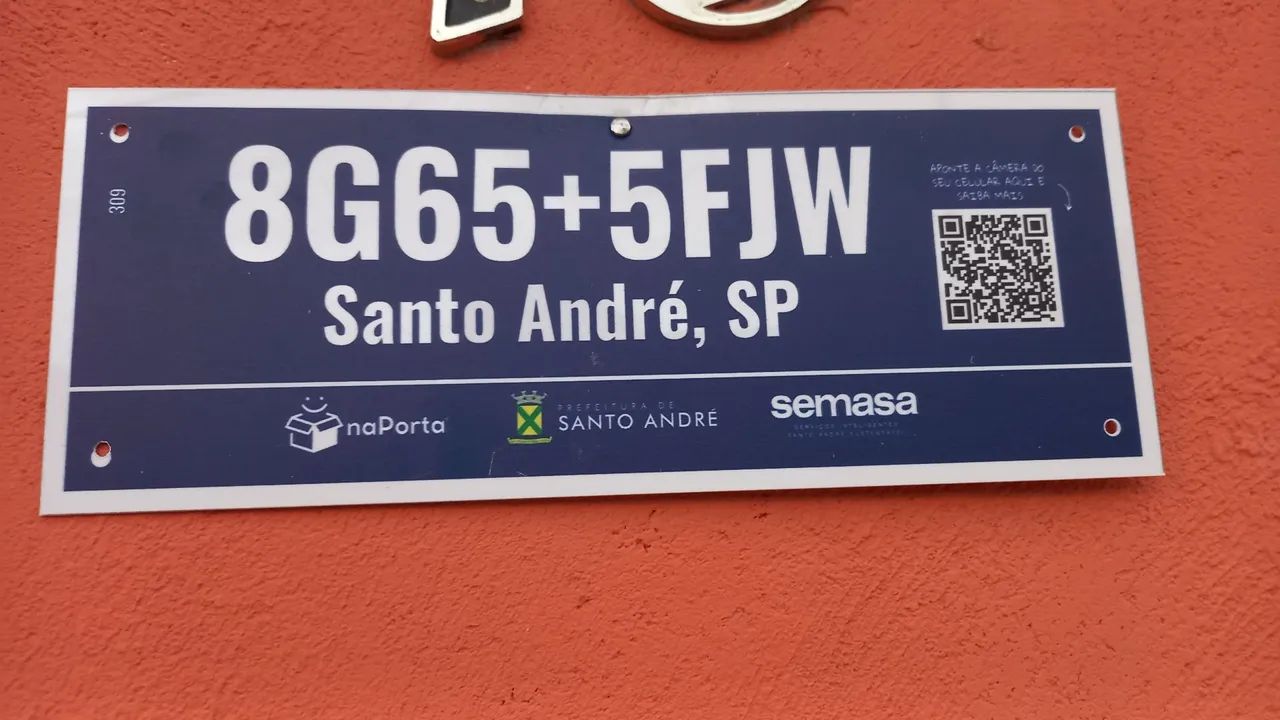 309
8G65+5FJW
Santo André, SP
APONTE A CÂMERA DO
SEU CELULAR AQUI E
SAIBA MAIS
naPorta
PREFEITURA DE
SANTO ANDRÉ
semasa